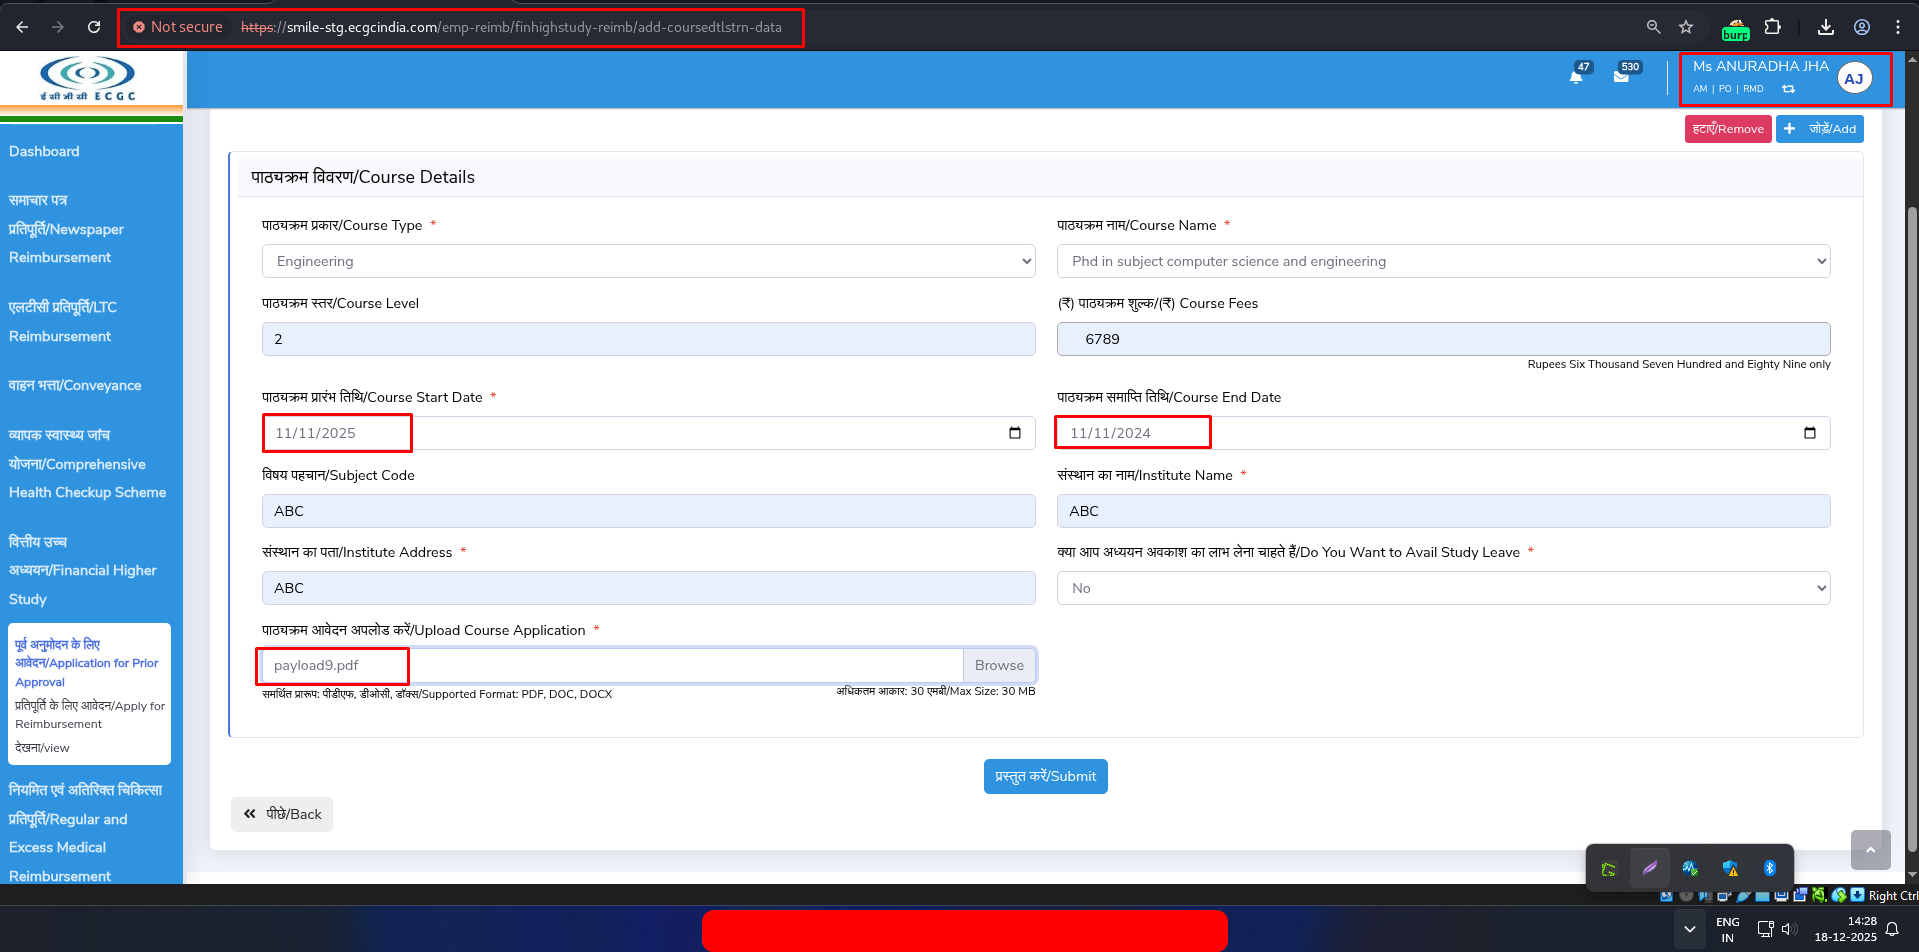 Not secure https://smile-stg.ecgcindia.com/emp-reimb/finhighstudy-reimb/add-coursedtlstrn-data
burp
ई सी जी सी E C G C
47
530
Ms ANURADHA JHA
AM | PO | RMD
AJ
हटाएँ/Remove
जोड़ें/Add
Dashboard
समाचार पत्र
प्रतिपूर्ति/Newspaper
Reimbursement
एलटीसी प्रतिपूर्ति/LTC
Reimbursement
वाहन भत्ता/Conveyance
व्यापक स्वास्थ्य जांच
योजना/Comprehensive
Health Checkup Scheme
वित्तीय उच्च
अध्ययन/Financial Higher
Study
पूर्व अनुमोदन के लिए
आवेदन/Application for Prior
Approval
प्रतिपूर्ति के लिए आवेदन/Apply for
Reimbursement
देखना/view
नियमित एवं अतिरिक्त चिकित्सा
प्रतिपूर्ति/Regular and
Excess Medical
Reimbursement
पाठ्यक्रम विवरण/Course Details
पाठ्यक्रम प्रकार/Course Type *
पाठ्यक्रम नाम/Course Name *
Engineering
Phd in subject computer science and engineering
पाठ्यक्रम स्तर/Course Level
(₹) पाठ्यक्रम शुल्क/(₹) Course Fees
2
6789
Rupees Six Thousand Seven Hundred and Eighty Nine only
पाठ्यक्रम प्रारंभ तिथि/Course Start Date *
पाठ्यक्रम समाप्ति तिथि/Course End Date
11/11/2025
11/11/2024
विषय पहचान/Subject Code
संस्थान का नाम/Institute Name *
ABC
ABC
संस्थान का पता/Institute Address *
क्या आप अध्ययन अवकाश का लाभ लेना चाहते हैं/Do You Want to Avail Study Leave *
ABC
No
पाठ्यक्रम आवेदन अपलोड करें/Upload Course Application *
payload9.pdf
Browse
समर्थित प्रारूप: पीडीएफ, डीओसी, डॉक्स/Supported Format: PDF, DOC, DOCX
अधिकतम आकार: 30 एमबी/Max Size: 30 MB
प्रस्तुत करें/Submit
पीछे/Back
Right Ctrl
ENG
IN
14:28
18-12-2025